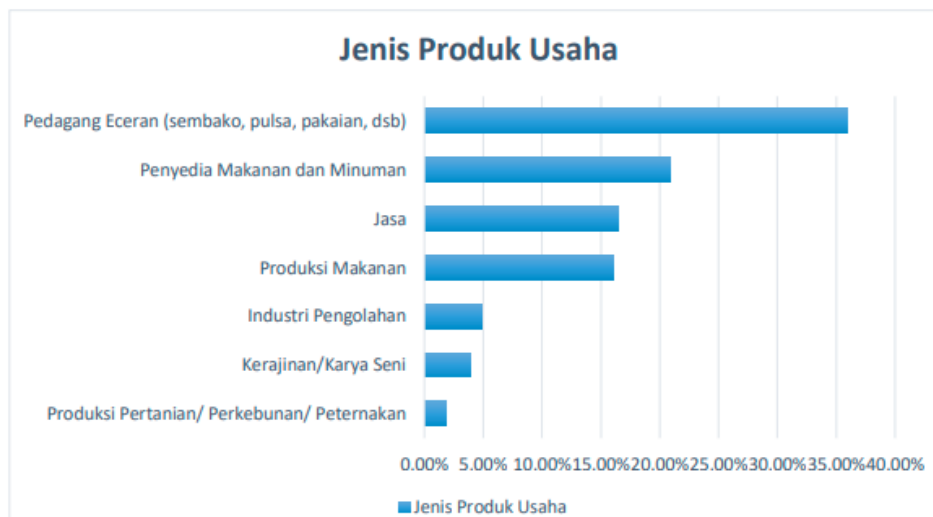 Jenis Produk Usaha
Pedagang Eceran (sembako, pulsa, pakaian, dsb)
Penyedia Makanan dan Minuman
Jasa
Produksi Makanan
Industri Pengolahan
Kerajinan/Karya Seni
Produksi Pertanian/ Perkebunan/ Peternakan
0.00% 5.00% 10.00% 15.00% 20.00% 25.00% 30.00% 35.00% 40.00%
Jenis Produk Usaha